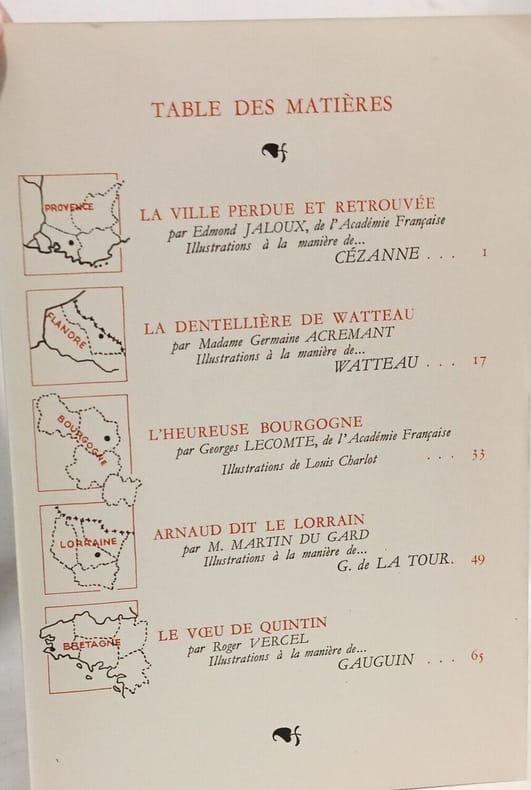 TABLE DES MATIÈRES
PROVENCE
LA VILLE PERDUE ET RETROUVÉE
par Edmond JALOUX, de l'Académie Française
Illustrations à la manière de...
CÉZANNE . . . 1
FLANDRE
LA DENTELLIÈRE DE WATTEAU
par Madame Germaine ACREMANT
Illustrations à la manière de...
WATTEAU . . . 17
BOURGOGNE
L'HEUREUSE BOURGOGNE
par Georges LECOMTE, de l'Académie Française
Illustrations de Louis Charlot . . . 33
LORRAINE
ARNAUD DIT LE LORRAIN
par M. MARTIN DU GARD
Illustrations à la manière de...
G. de LA TOUR. 49
BRETAGNE
LE VŒU DE QUINTIN
par Roger VERCEL
Illustrations à la manière de...
GAUGUIN . . . 65